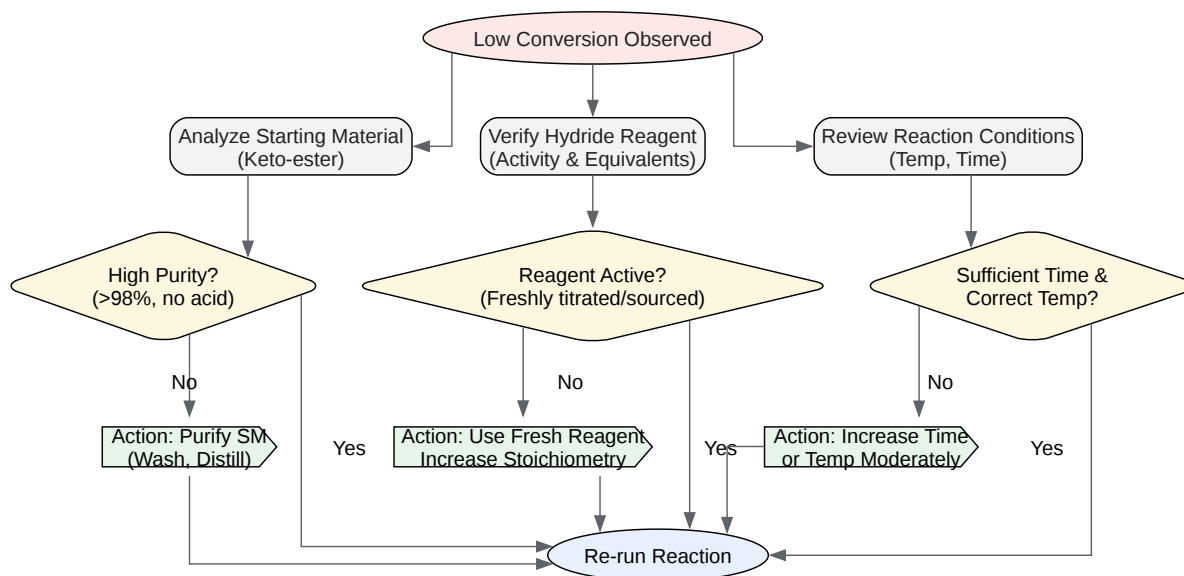 Low Conversion Observed
Analyze Starting Material
(Keto-ester)
Verify Hydride Reagent
(Activity & Equivalents)
Review Reaction Conditions
(Temp, Time)
High Purity?
(>98%, no acid)
Reagent Active?
(Freshly titrated/sourced)
Sufficient Time &
Correct Temp?
No
No
No
Action: Purify SM
(Wash, Distill)
Yes
Action: Use Fresh Reagent
Increase Stoichiometry
Yes
Action: Increase Time
or Temp Moderately
Yes
Re-run Reaction